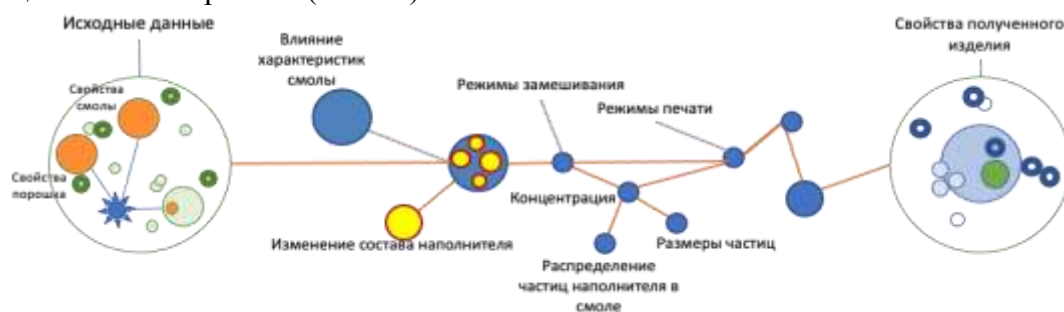 Исходные данные
Свойства
смолы
Свойства
порошка
Влияние
характеристик
смолы
Изменение состава наполнителя
Режимы замешивания
Режимы печати
Концентрация
Размеры частиц
Распределение
частиц наполнителя в
смоле
Свойства полученного
изделия